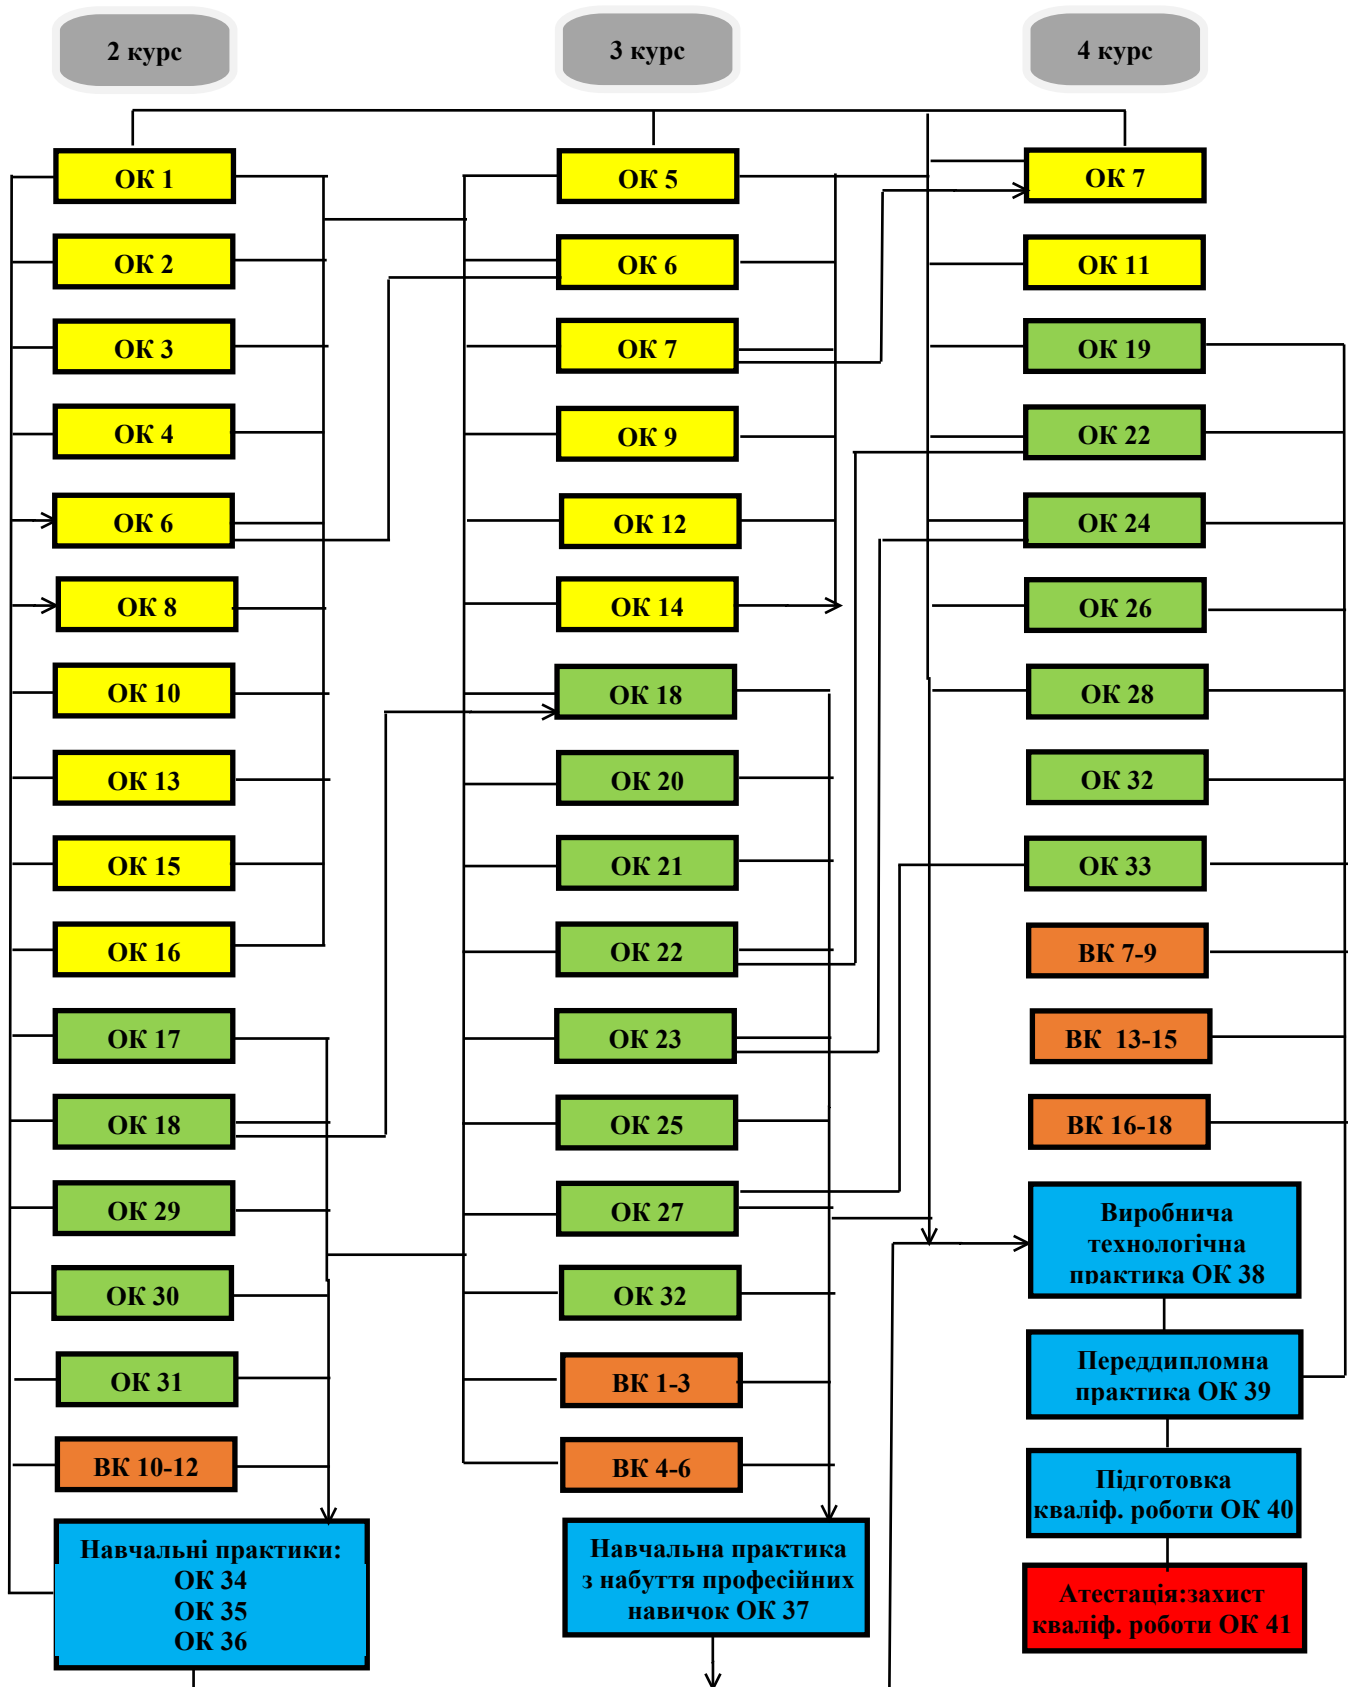 2 курс
3 курс
4 курс
ОК 1
ОК 2
ОК 3
ОК 4
ОК 6
ОК 8
ОК 10
ОК 13
ОК 15
ОК 16
ОК 17
ОК 18
ОК 29
ОК 30
ОК 31
ВК 10-12
Навчальні практики:
ОК 34
ОК 35
ОК 36
ОК 5
ОК 6
ОК 7
ОК 9
ОК 12
ОК 14
ОК 18
ОК 20
ОК 21
ОК 22
ОК 23
ОК 25
ОК 27
ОК 32
ВК 1-3
ВК 4-6
Навчальна практика
з набуття професійних
навичок ОК 37
ОК 7
ОК 11
ОК 19
ОК 22
ОК 24
ОК 26
ОК 28
ОК 32
ОК 33
ВК 7-9
ВК 13-15
ВК 16-18
Виробнича
технологічна
практика ОК 38
Переддипломна
практика ОК 39
Підготовка
кваліф. роботи ОК 40
Атестація:захист
кваліф. роботи ОК 41